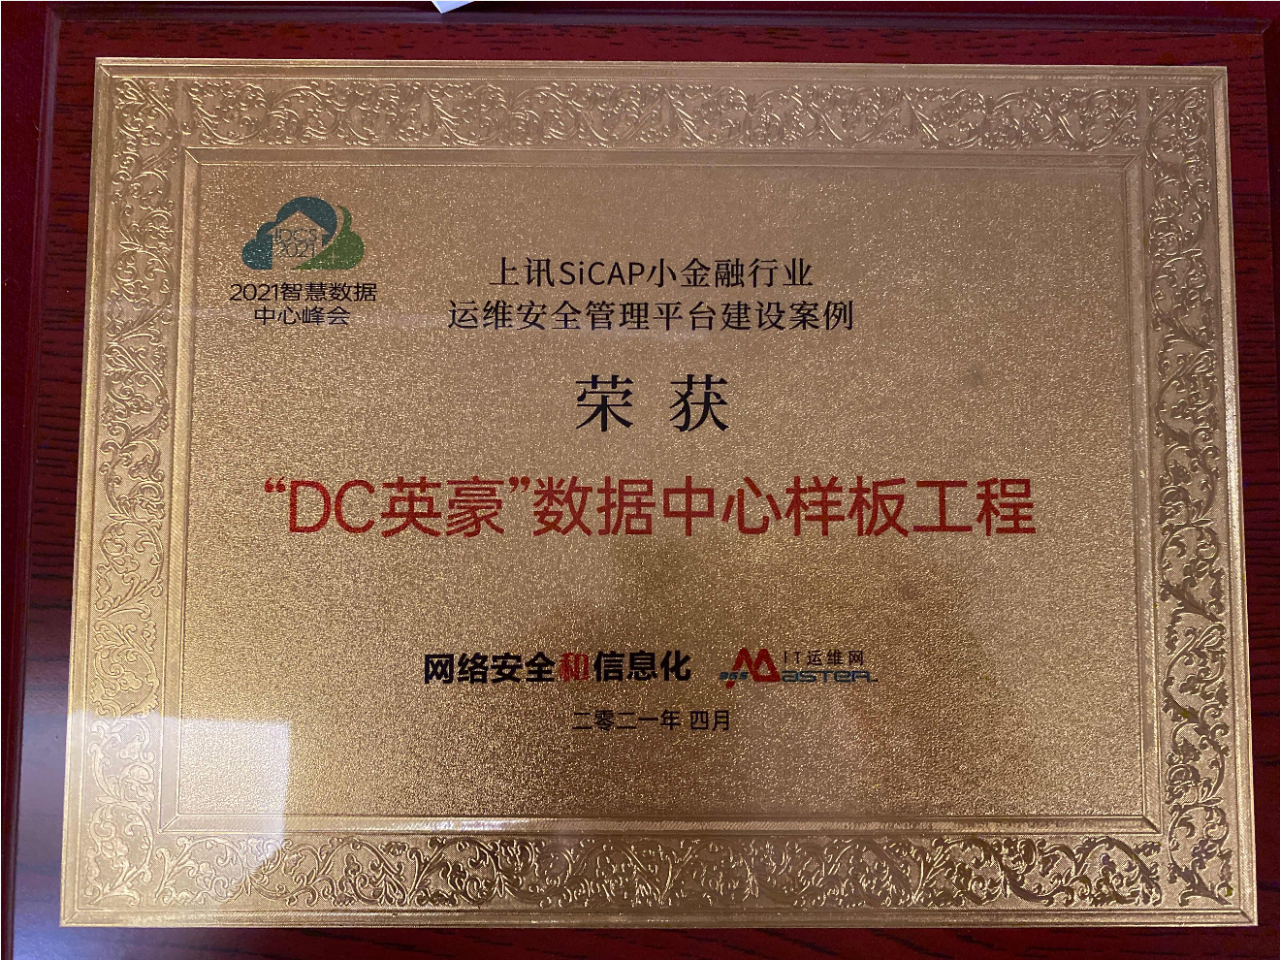 IDCS
2021
2021智慧数据
中心峰会
上讯SiCAP小金融行业
运维安全管理平台建设案例
荣获
“DC英豪”数据中心样板工程
网络安全和信息化
365 Master IT运维网
二零二一年 四月